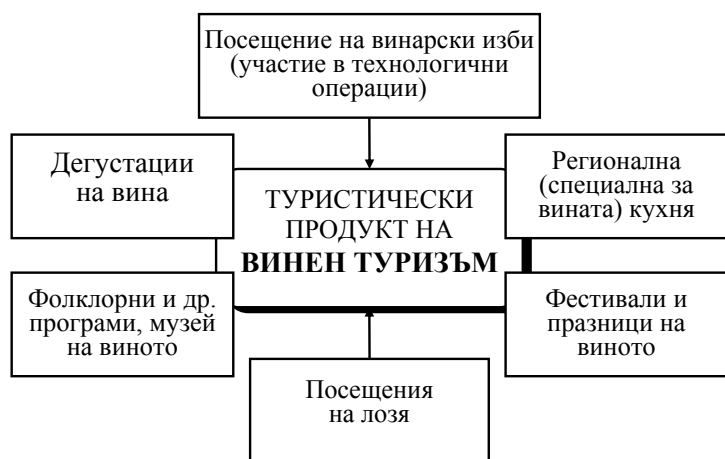 Посещение на винарски изби
(участие в технологични
операции)
Дегустации
на вина
ТУРИСТИЧЕСКИ
ПРОДУКТ НА
ВИНЕН ТУРИЗЪМ
Регионална
(специална за
вината) кухня
Фолклорни и др.
програми, музей
на виното
Фестивали и
празници на
виното
Посещения
на лозя